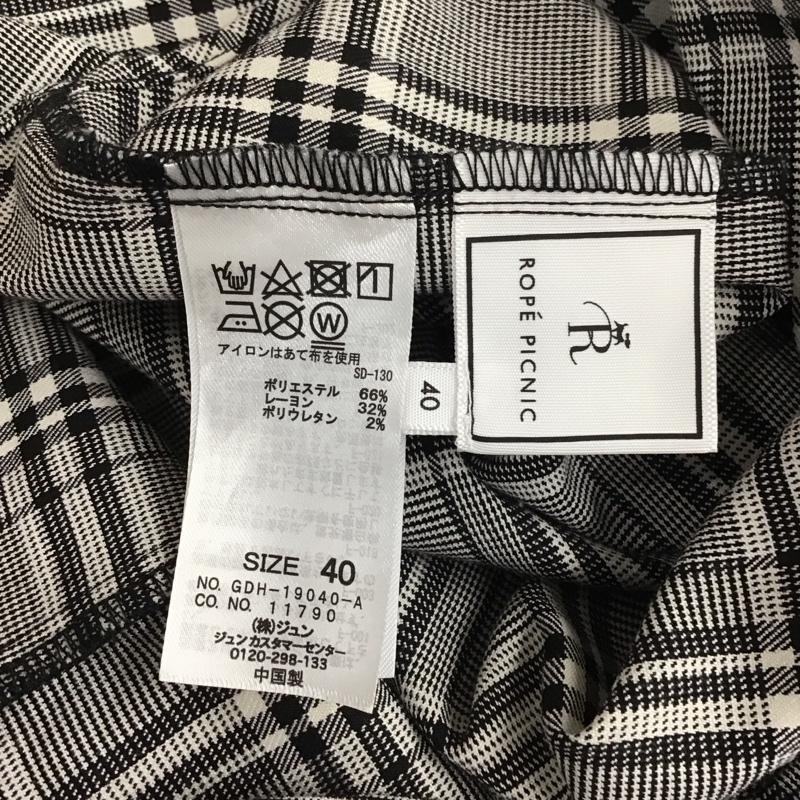 W
アイロンはあて布を使用
SD-130
ポリエステル 66%
レーヨン 32%
ポリウレタン 2%
SIZE 40
NO. GDH-19040-A
CO. NO. 11790
(株)ジュン
ジュンカスタマーセンター
0120-298-133
中国製
40
R
ROPÉ PICNIC